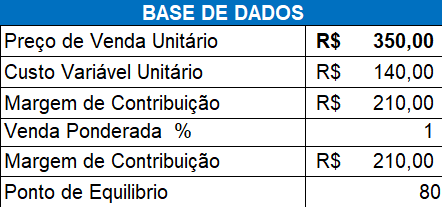 BASE DE DADOS
Preço de Venda Unitário R$ 350,00
Custo Variável Unitário R$ 140,00
Margem de Contribuição R$ 210,00
Venda Ponderada % 1
Margem de Contribuição R$ 210,00
Ponto de Equilibrio 80